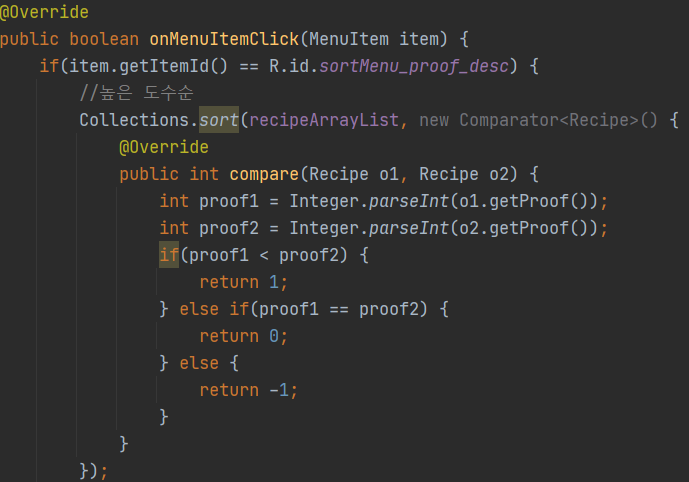 @Override
public boolean onMenuItemClick(MenuItem item) {
    if(item.getItemId() == R.id.sortMenu_proof_desc) {
        //높은 도수순
        Collections.sort(recipeArrayList, new Comparator<Recipe>() {
            @Override
            public int compare(Recipe o1, Recipe o2) {
                int proof1 = Integer.parseInt(o1.getProof());
                int proof2 = Integer.parseInt(o2.getProof());
                if(proof1 < proof2) {
                    return 1;
                } else if(proof1 == proof2) {
                    return 0;
                } else {
                    return -1;
                }
            }
        });